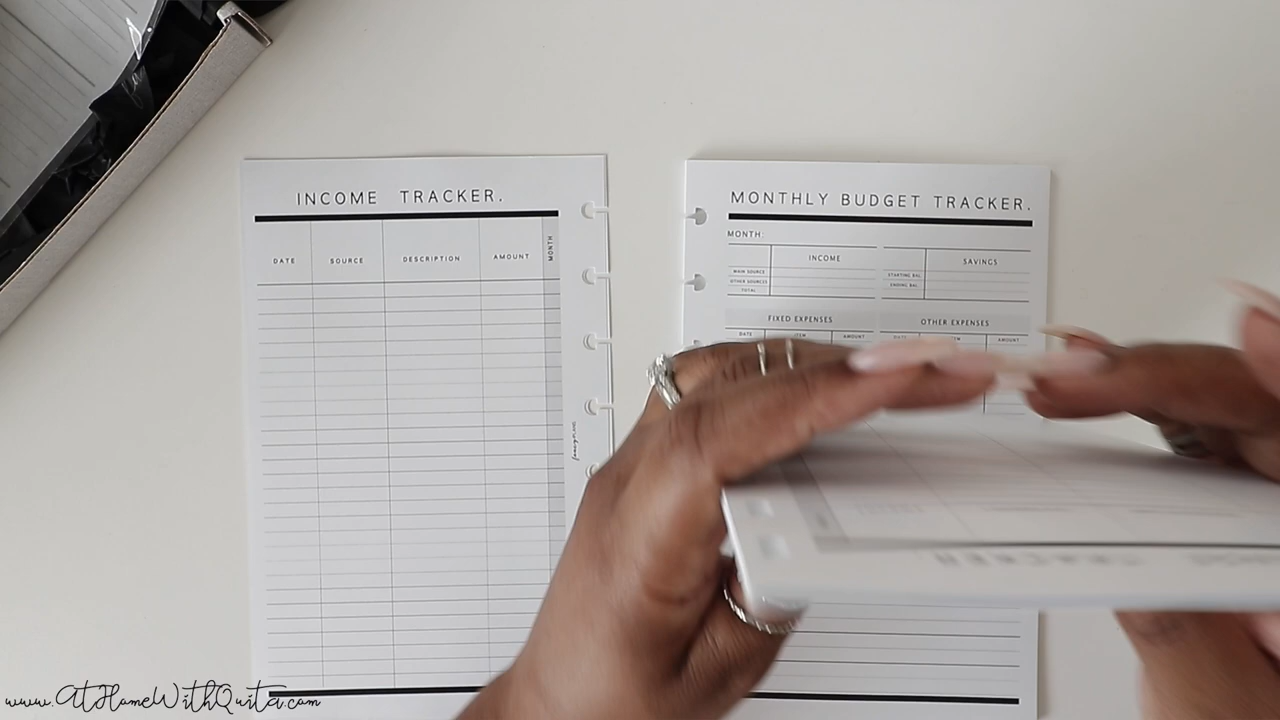 INCOME TRACKER.
DATE SOURCE DESCRIPTION AMOUNT MONTH
MONTHLY BUDGET TRACKER.
MONTH:
INCOME
MAIN SOURCE
OTHER SOURCES
TOTAL
SAVINGS
STARTING BAL.
ENDING BAL.
FIXED EXPENSES
DATE ITEM AMOUNT
OTHER EXPENSES
AMOUNT
TRACKER
www.AtHomeWithQuita.com